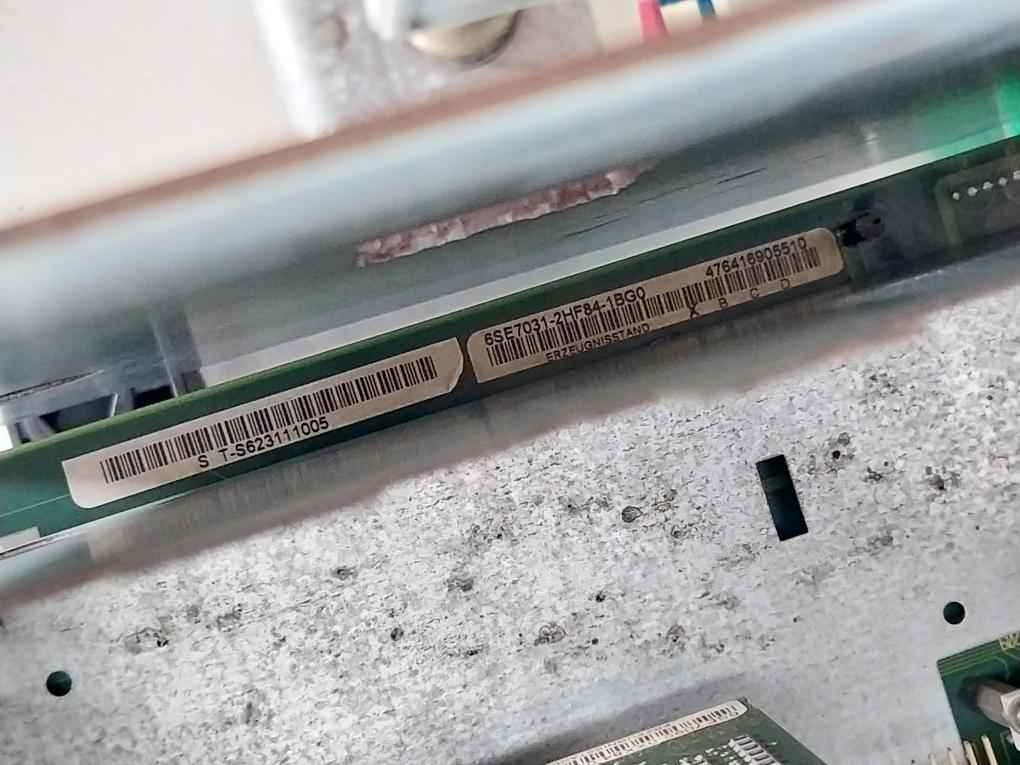 S T-S623111005
6SE7031-2HF84-1BG0 476416905510
ERZEUGNISSTAND X B C D